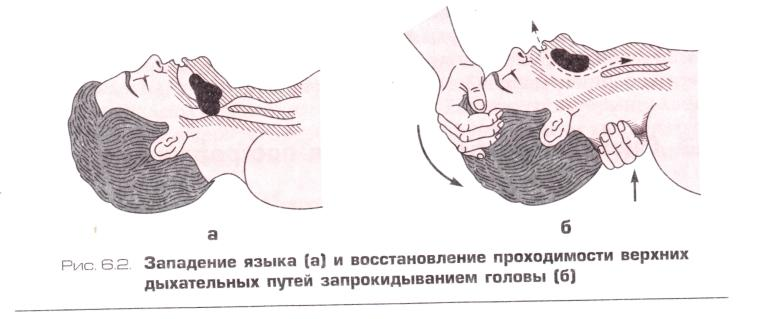 а
б
Рис. 6.2. Западение языка (а) и восстановление проходимости верхних
дыхательных путей запрокидыванием головы (б)